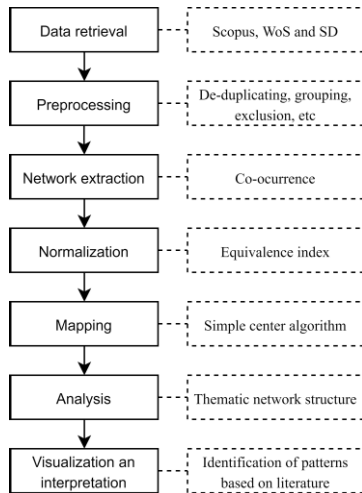 Data retrieval
Scopus, WoS and SD
Preprocessing
De-duplicating, grouping,
exclusion, etc
Network extraction
Co-ocurrence
Normalization
Equivalence index
Mapping
Simple center algorithm
Analysis
Thematic network structure
Visualization an
interpretation
Identification of patterns
based on literature